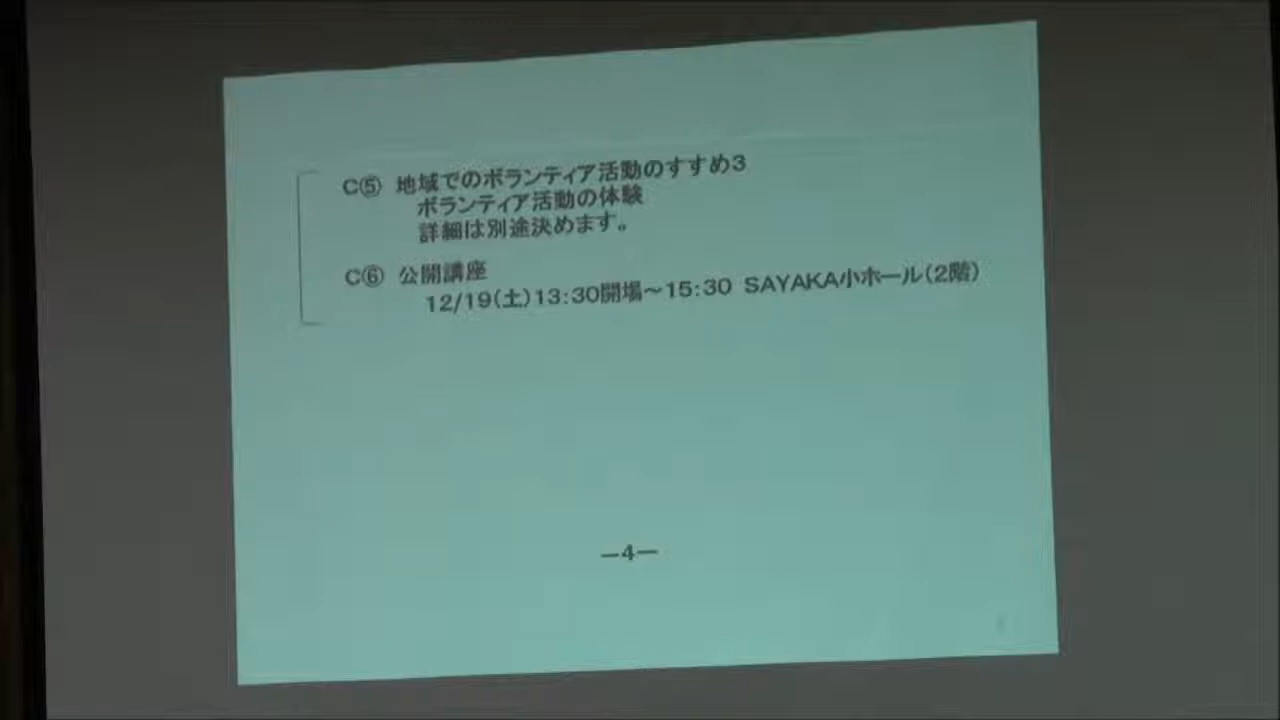 C⑤ 地域でのボランティア活動のすすめ3
ボランティア活動の体験
詳細は別途決めます。
C⑥ 公開講座
12/19(土)13:30開場～15:30 SAYAKA小ホール(2階)
－4－